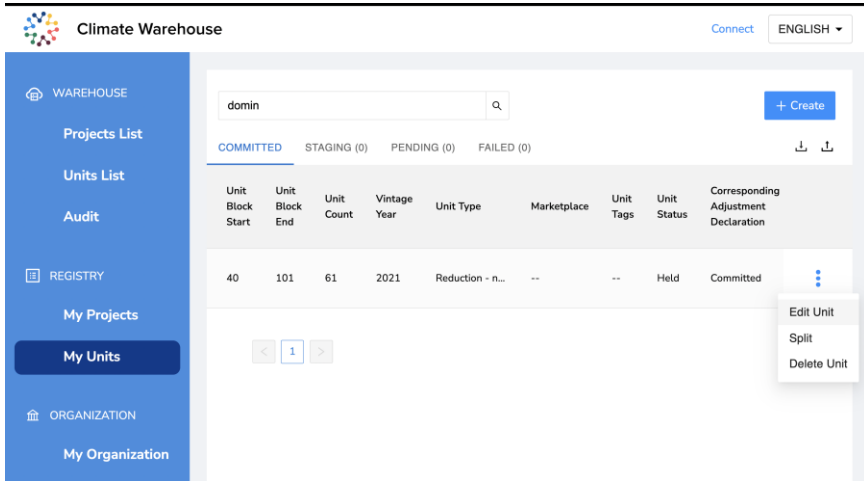 Climate Warehouse
Connect
ENGLISH
WAREHOUSE
Projects List
Units List
Audit
REGISTRY
My Projects
My Units
ORGANIZATION
My Organization
domin
+ Create
COMMITTED STAGING (0) PENDING (0) FAILED (0)
Unit Block Start
Unit Block End
Unit Count
Vintage Year
Unit Type
Marketplace
Unit Tags
Unit Status
Corresponding Adjustment Declaration
40 101 61 2021 Reduction - n... -- -- Held Committed
Edit Unit
Split
Delete Unit
< 1 >